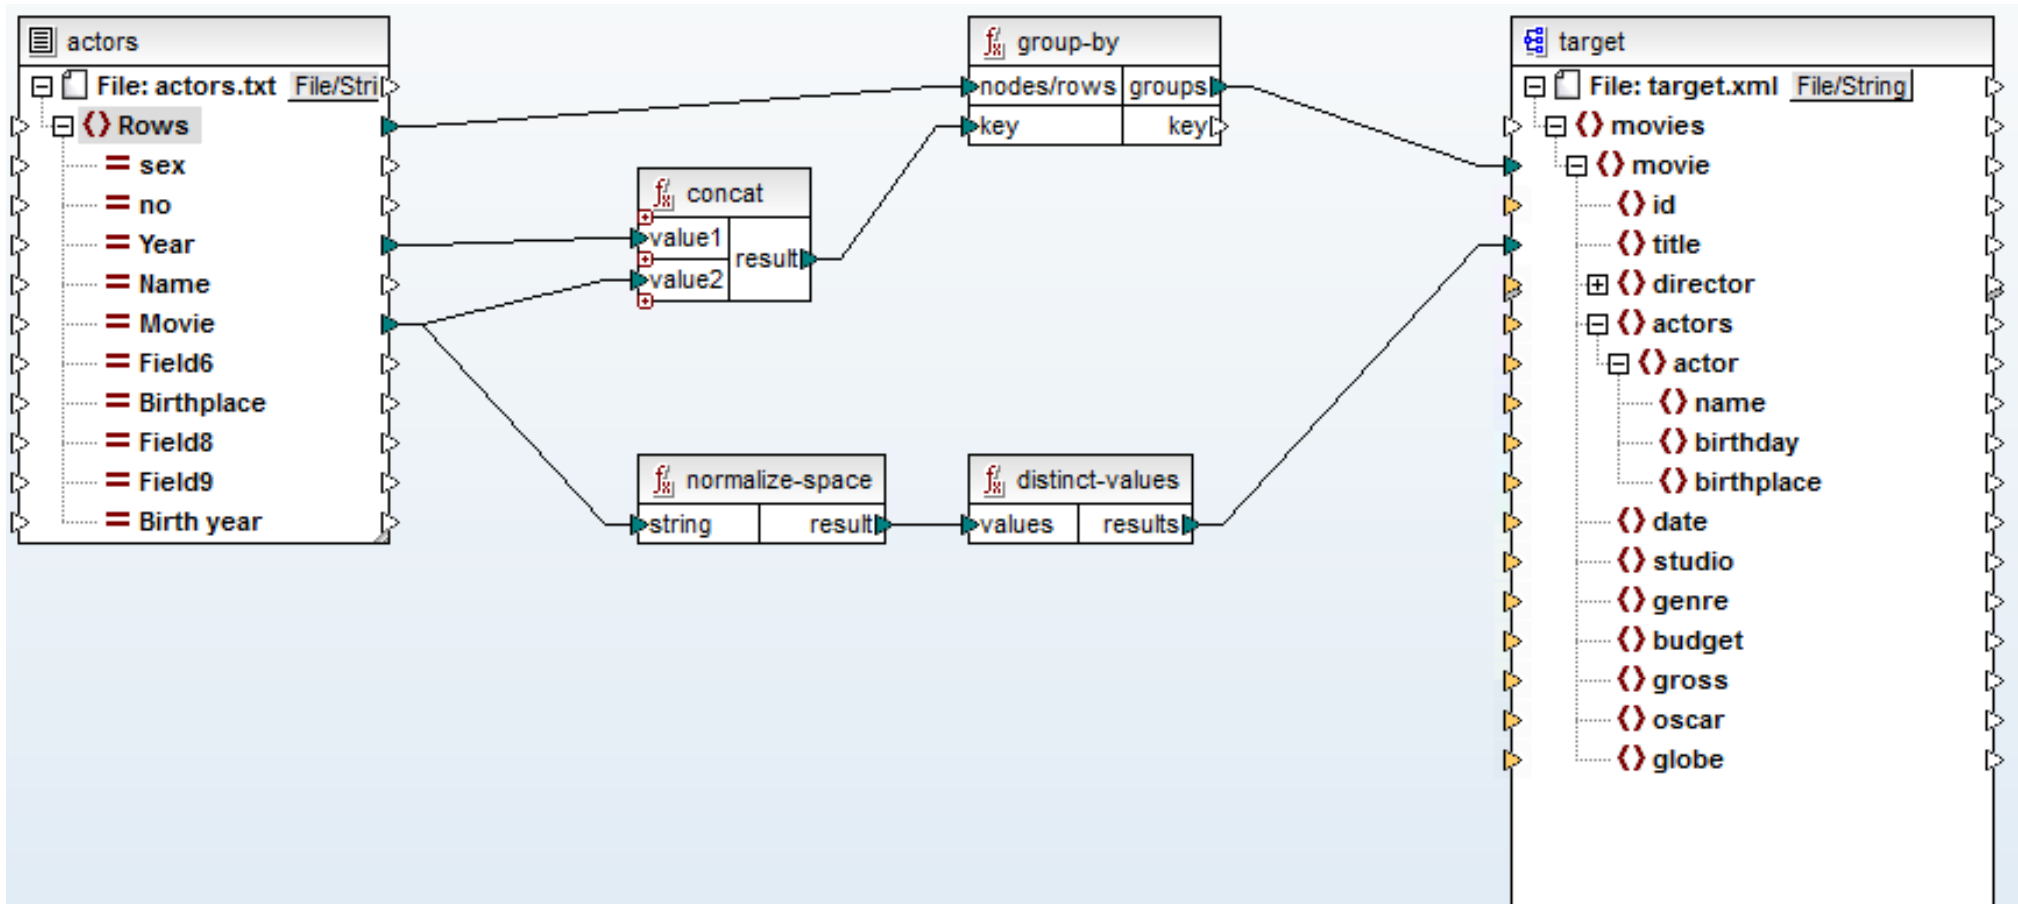 actors
File: actors.txt File/Stri
Rows
sex
no
Year
Name
Movie
Field6
Birthplace
Field8
Field9
Birth year
concat
value1
value2
result
group-by
nodes/rows groups
key key
normalize-space
string result
distinct-values
values results
target
File: target.xml File/String
movies
movie
id
title
director
actors
actor
name
birthday
birthplace
date
studio
genre
budget
gross
oscar
globe